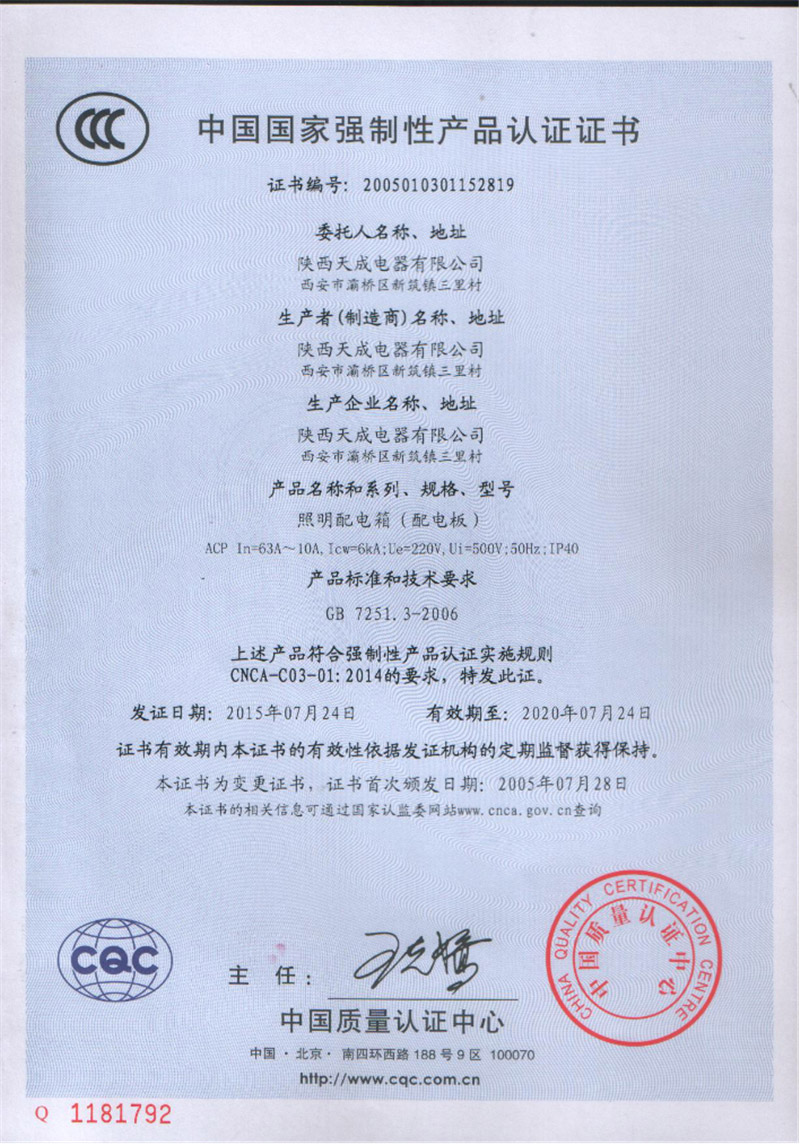 中国国家强制性产品认证证书
证书编号：2005010301152819
委托人名称、地址
陕西天成电器有限公司
西安市灞桥区新筑镇三里村
生产者(制造商)名称、地址
陕西天成电器有限公司
西安市灞桥区新筑镇三里村
生产企业名称、地址
陕西天成电器有限公司
西安市灞桥区新筑镇三里村
产品名称和系列、规格、型号
照明配电箱（配电板）
ACP In=63A～10A,Icw=6kA;Ue=220V,Ui=500V;50Hz;IP40
产品标准和技术要求
GB 7251.3-2006
上述产品符合强制性产品认证实施规则
CNCA-C03-01:2014的要求，特发此证。
发证日期：2015年07月24日 有效期至：2020年07月24日
证书有效期内本证书的有效性依据发证机构的定期监督获得保持。
本证书为变更证书，证书首次颁发日期：2005年07月28日
本证书的相关信息可通过国家认监委网站www.cnca.gov.cn查询
CQC
主 任：
CHINA QUALITY CERTIFICATION CENTRE
中国质量认证中心
中国质量认证中心
中国·北京·南四环西路188号9区 100070
http://www.cqc.com.cn
Q 1181792